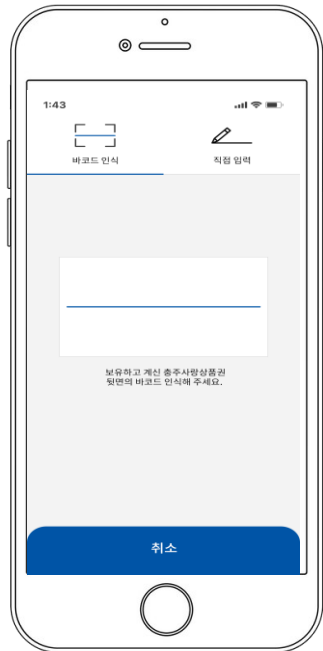 1:43
바코드 인식
직접 입력
보유하고 계신 충주사랑상품권
뒷면의 바코드 인식해 주세요.
취소